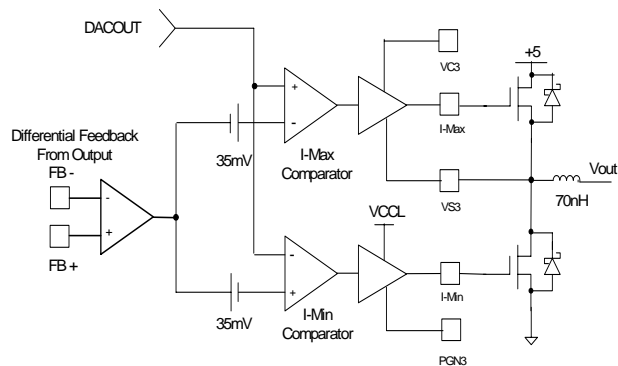 DACOUT
+5
VC3
+
-
I-Max
Differential Feedback
From Output
35mV
I-Max
Comparator
FB -
-
Vout
VS3
70nH
VCCL
FB +
+
-
+
I-Min
35mV
I-Min
Comparator
PGN3